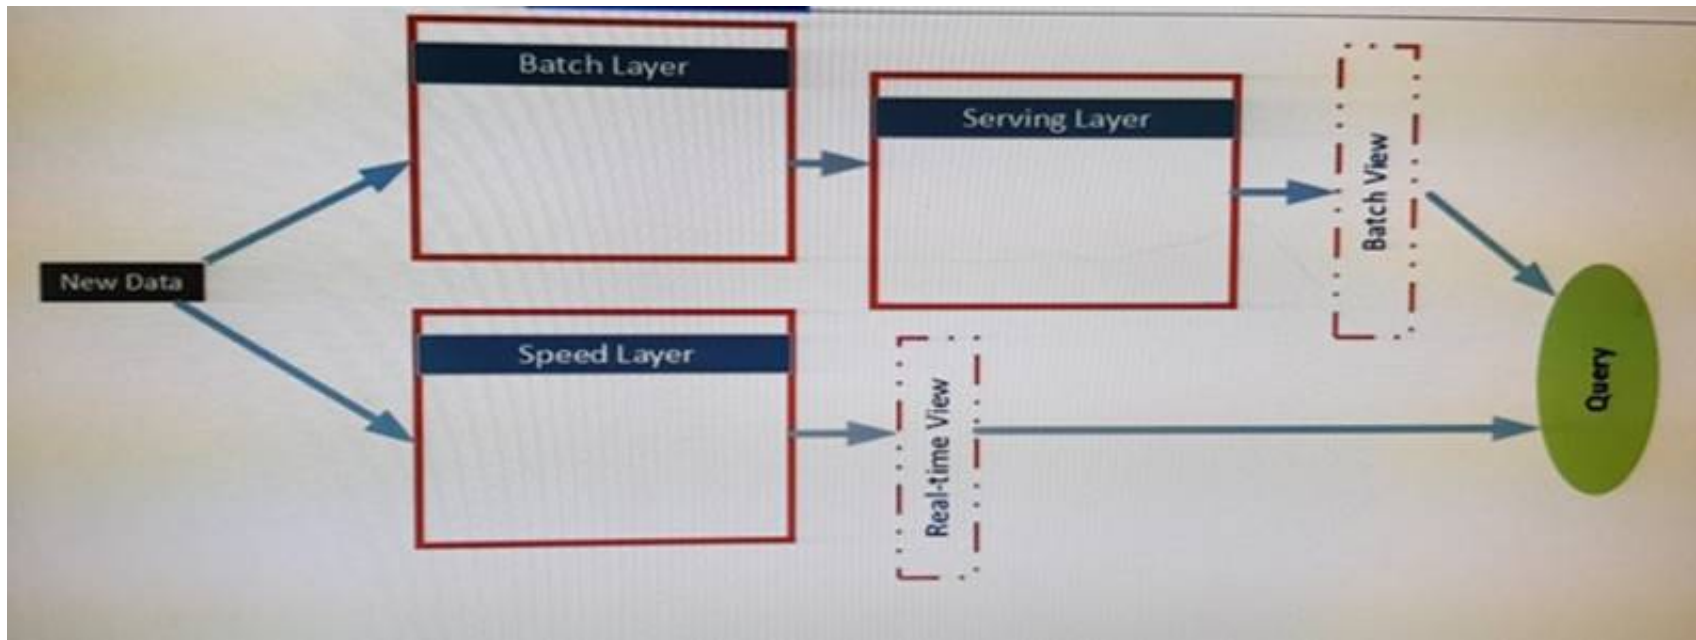 Batch Layer
Serving Layer
Batch View
New Data
Speed Layer
Real-time View
Query